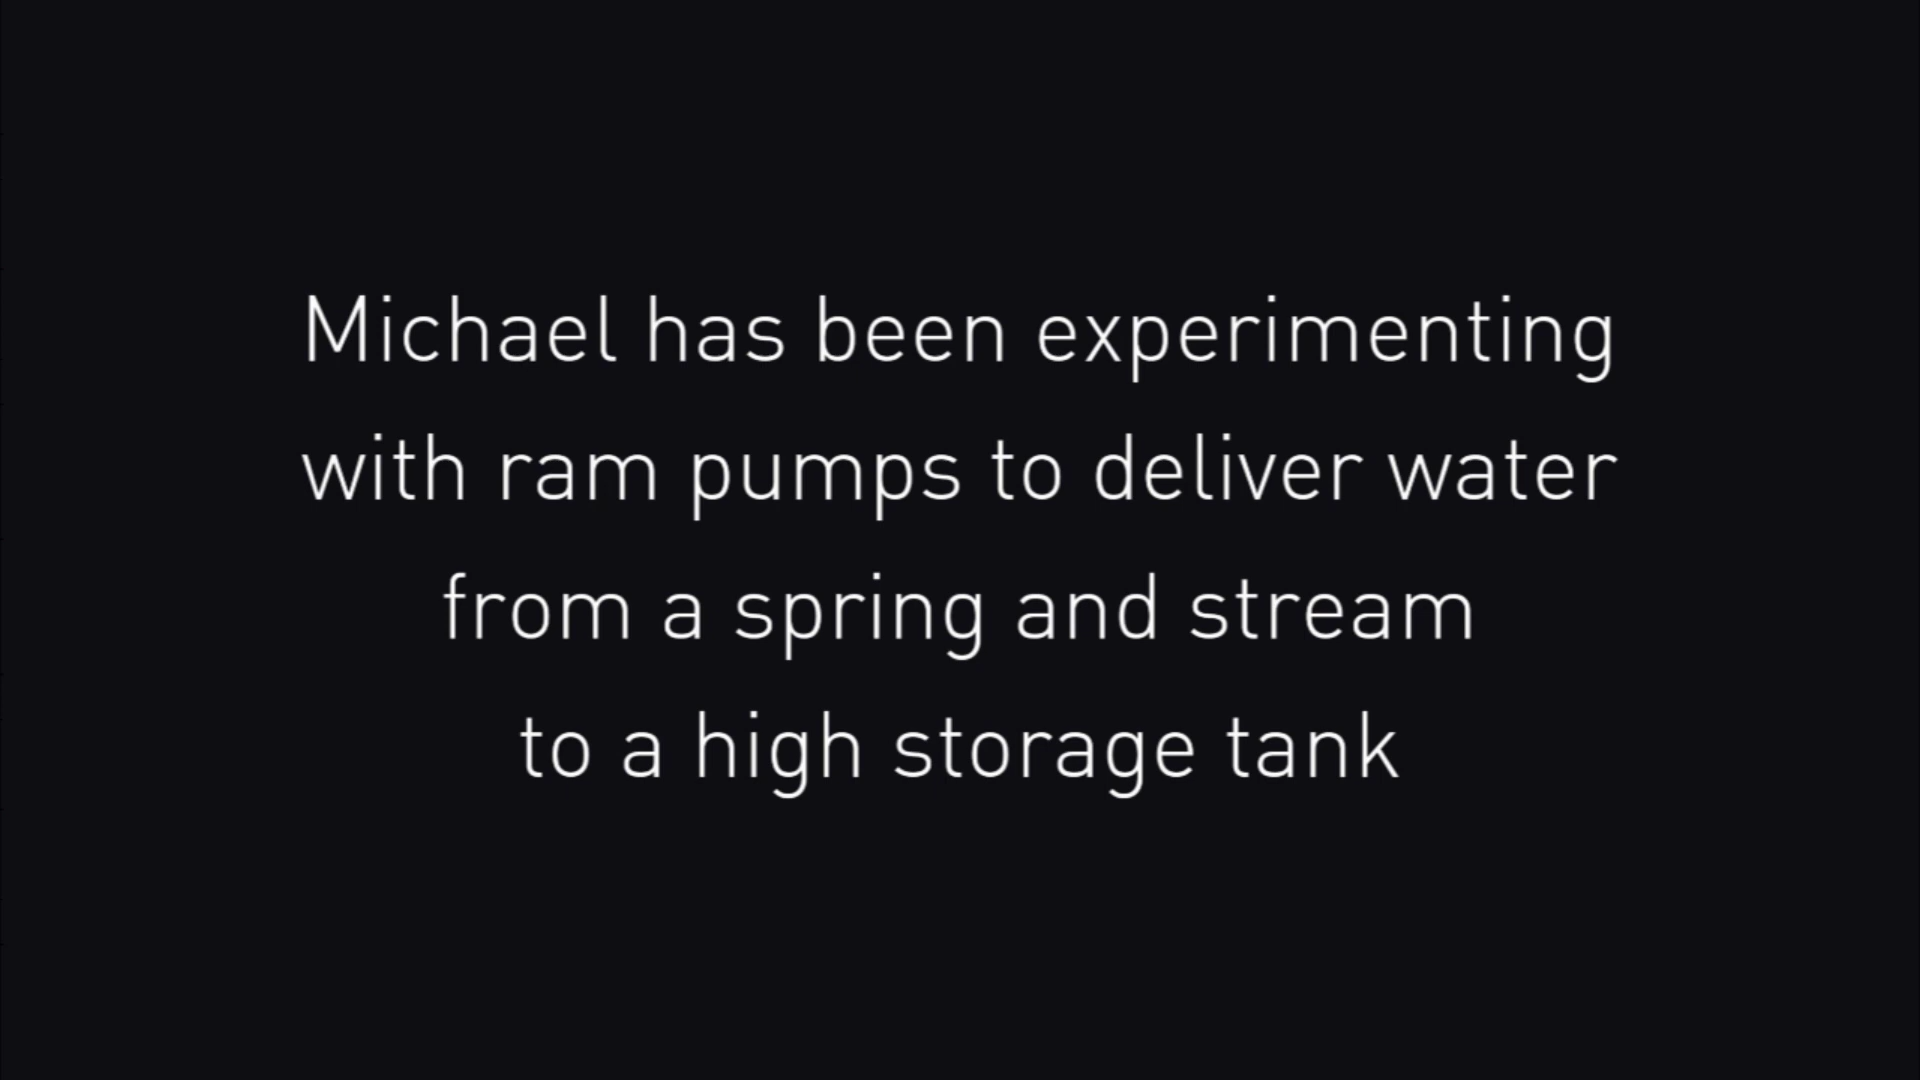 Michael has been experimenting
with ram pumps to deliver water
from a spring and stream
to a high storage tank